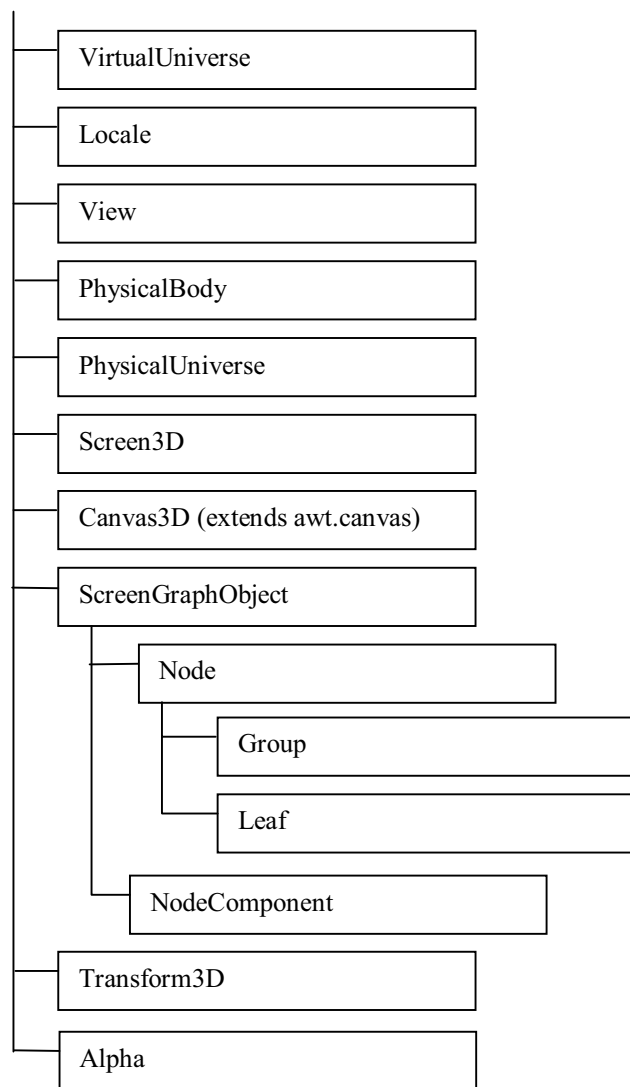 VirtualUniverse
Locale
View
PhysicalBody
PhysicalUniverse
Screen3D
Canvas3D (extends awt.canvas)
ScreenGraphObject
Node
Group
Leaf
NodeComponent
Transform3D
Alpha